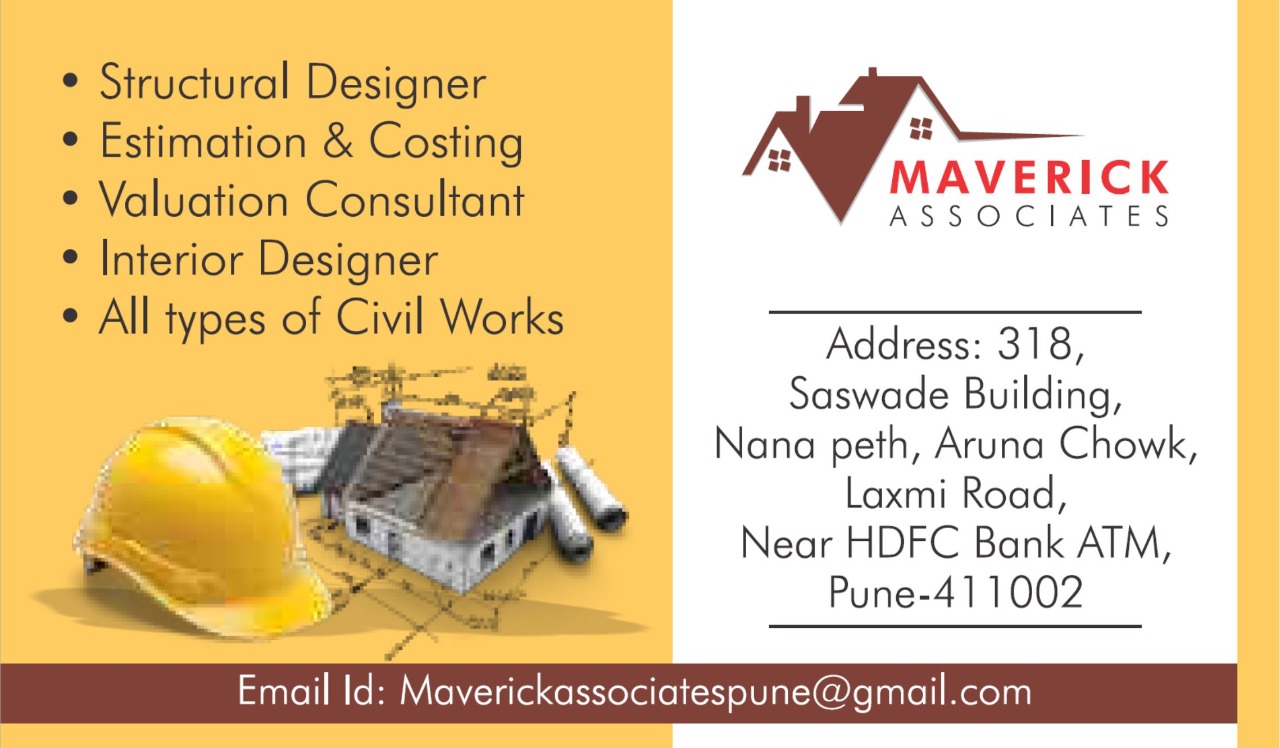 • Structural Designer
• Estimation & Costing
• Valuation Consultant
• Interior Designer
• All types of Civil Works
MAVERICK
ASSOCIATES
Address: 318,
Saswade Building,
Nana peth, Aruna Chowk,
Laxmi Road,
Near HDFC Bank ATM,
Pune-411002
Email Id: Maverickassociatespune@gmail.com